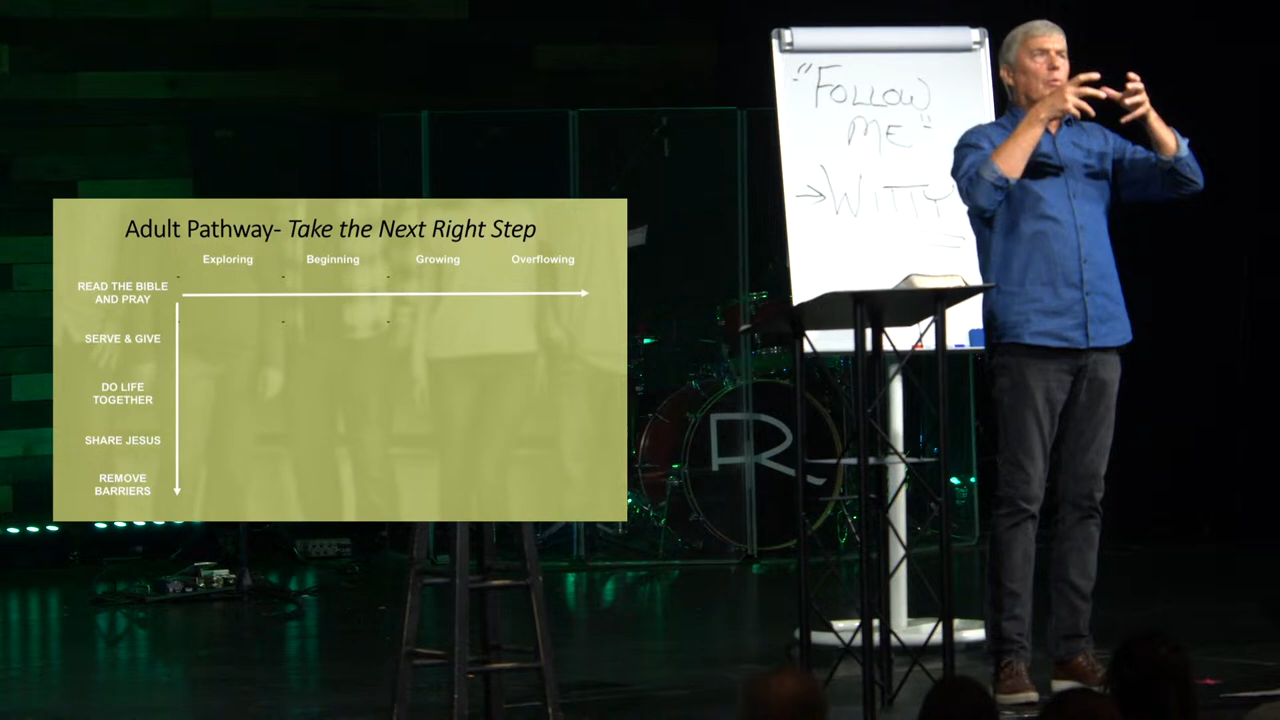 Adult Pathway- Take the Next Right Step
Exploring Beginning Growing Overflowing
READ THE BIBLE
AND PRAY
SERVE & GIVE
DO LIFE
TOGETHER
SHARE JESUS
REMOVE
BARRIERS
"FOLLOW
ME"
→WITTY
R